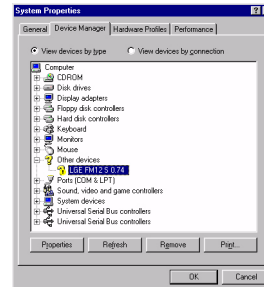 System Properties
General Device Manager Hardware Profiles Performance
View devices by type View devices by connection
Computer
CDROM
Disk drives
Display adapters
Floppy disk controllers
Hard disk controllers
Keyboard
Monitors
Mouse
Other devices
LGE FM12 S 0.74
Ports (COM & LPT)
Sound, video and game controllers
System devices
Universal Serial Bus controllers
Universal Serial Bus controllers
Properties Refresh Remove Print...
OK Cancel